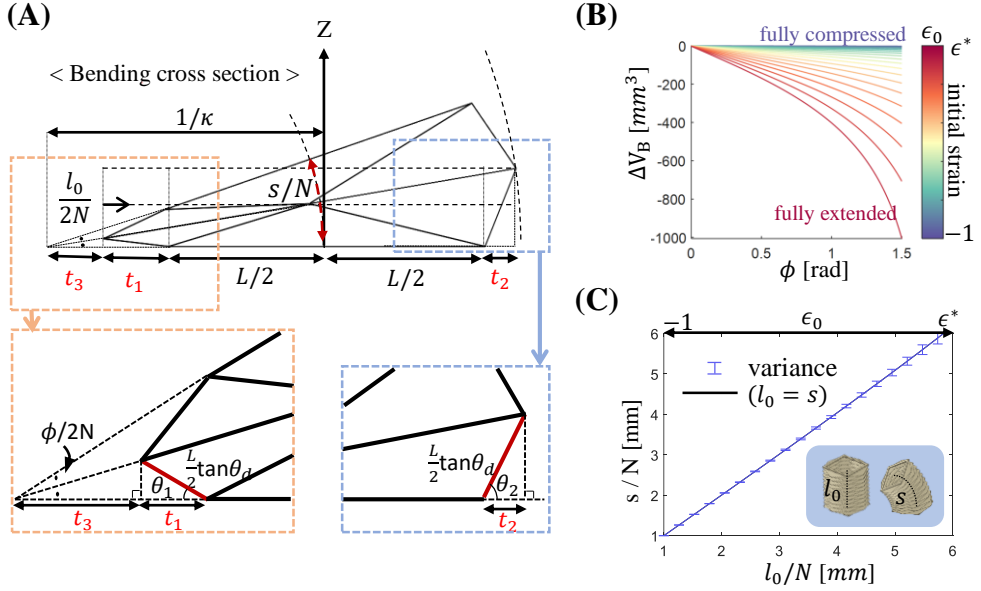 (A)
Z
< Bending cross section >
1/κ
l₀/2N
s/N
t₃
t₁
L/2
L/2
t₂
ϕ/2N
L/2 tanθ_d
θ₁
t₃
t₁
L/2 tanθ_d
θ₂
t₂
(B)
fully compressed
ϵ₀
ϵ*
0
-200
-400
-600
-800
-1000
ΔV_B [mm³]
fully extended
initial strain
−1
0
0.5
1
1.5
ϕ [rad]
(C)
−1
ϵ₀
ϵ*
6
5
4
3
2
1
s / N [mm]
variance
(l₀ = s)
l₀
s
1
2
3
4
5
6
l₀/N [mm]